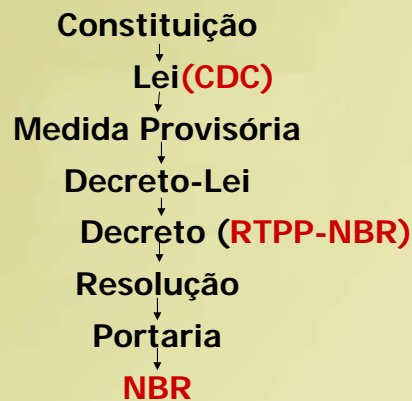 Constituição
Lei(CDC)
Medida Provisória
Decreto-Lei
Decreto (RTPP-NBR)
Resolução
Portaria
NBR